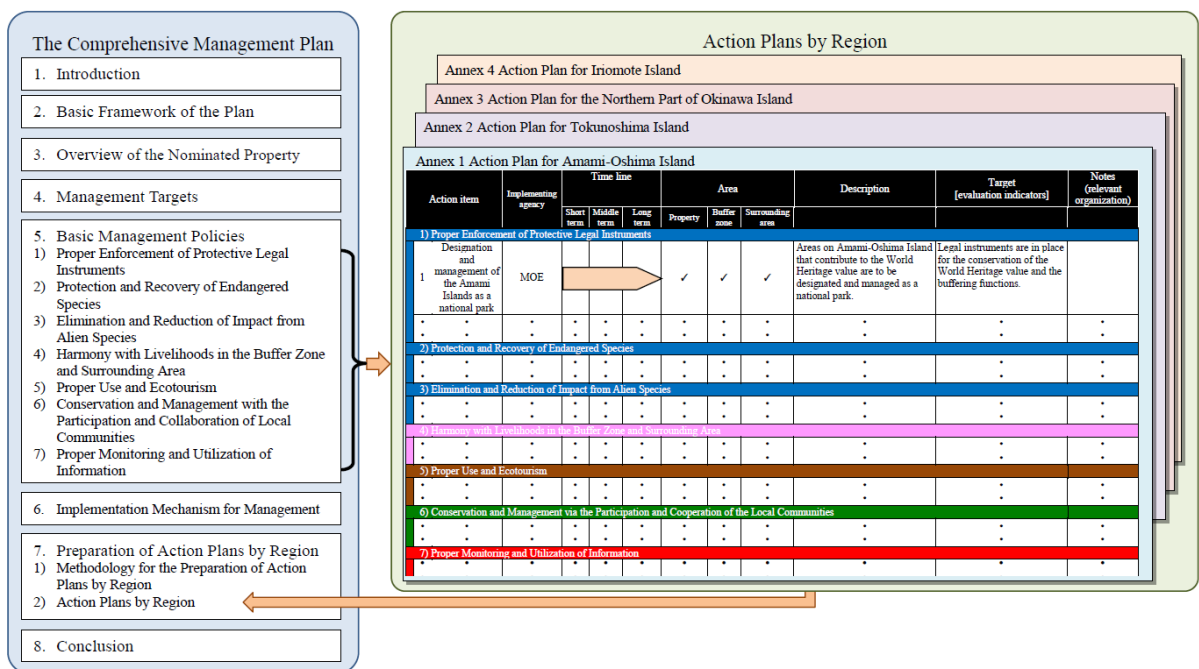 The Comprehensive Management Plan
1. Introduction
2. Basic Framework of the Plan
3. Overview of the Nominated Property
4. Management Targets
5. Basic Management Policies
1) Proper Enforcement of Protective Legal
Instruments
2) Protection and Recovery of Endangered
Species
3) Elimination and Reduction of Impact from
Alien Species
4) Harmony with Livelihoods in the Buffer Zone
and Surrounding Area
5) Proper Use and Ecotourism
6) Conservation and Management with the
Participation and Collaboration of Local
Communities
7) Proper Monitoring and Utilization of
Information
6. Implementation Mechanism for Management
7. Preparation of Action Plans by Region
1) Methodology for the Preparation of Action
Plans by Region
2) Action Plans by Region
8. Conclusion
Action Plans by Region
Annex 4 Action Plan for Iriomote Island
Annex 3 Action Plan for the Northern Part of Okinawa Island
Annex 2 Action Plan for Tokunoshima Island
Annex 1 Action Plan for Amami-Oshima Island
Action item
Implementing
agency
Time line
Short
term
Middle
term
Long
term
Area
Property
Buffer
zone
Surrounding
area
Description
Target
[evaluation indicators]
Notes
(relevant
organization)
1) Proper Enforcement of Protective Legal Instruments
1
Designation
and
management of
the Amami
Islands as a
national park
MOE
✓ ✓ ✓
Areas on Amami-Oshima Island
that contribute to the World
Heritage value are to be
designated and managed as a
national park.
Legal instruments are in place
for the conservation of the
World Heritage value and the
buffering functions.
2) Protection and Recovery of Endangered Species
3) Elimination and Reduction of Impact from Alien Species
4) Harmony with Livelihoods in the Buffer Zone and Surrounding Area
5) Proper Use and Ecotourism
6) Conservation and Management via the Participation and Cooperation of the Local Communities
7) Proper Monitoring and Utilization of Information